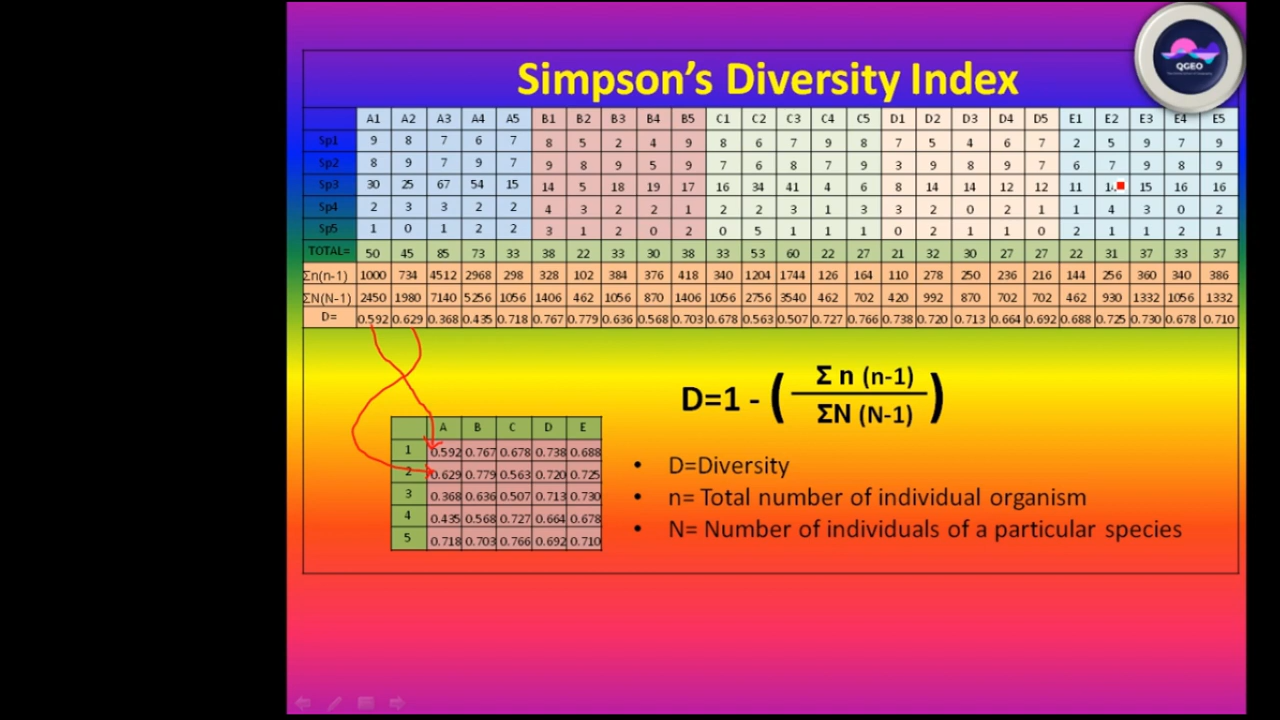 QGEO
Simpson's Diversity Index
A1 A2 A3 A4 A5 B1 B2 B3 B4 B5 C1 C2 C3 C4 C5 D1 D2 D3 D4 D5 E1 E2 E3 E4 E5
Sp1 9 8 7 6 7 8 5 2 4 9 8 6 7 9 8 7 5 4 6 7 2 5 9 7 9
Sp2 8 9 7 9 7 9 8 9 5 9 7 6 8 7 9 3 9 8 9 7 6 7 9 8 9
Sp3 30 25 67 54 15 14 5 18 19 17 16 34 41 4 6 8 14 14 12 12 11 15 16 16
Sp4 2 3 3 2 2 4 3 2 2 1 2 2 3 1 3 3 2 0 2 1 1 4 3 0 2
Sp5 1 0 1 2 2 3 1 2 0 2 0 5 1 1 1 0 2 1 1 0 2 1 1 2 1
TOTAL= 50 45 85 73 33 38 22 33 30 38 33 53 60 22 27 21 32 30 27 27 22 31 37 33 37
Σn(n-1) 1000 734 4512 2968 298 328 102 384 376 418 340 1204 1744 126 164 110 278 250 236 216 144 256 360 340 386
ΣN(N-1) 2450 1980 7140 5256 1056 1406 462 1056 870 1406 1056 2756 3540 462 702 420 992 870 702 702 462 930 1332 1056 1332
D= 0.592 0.629 0.368 0.435 0.718 0.767 0.779 0.636 0.568 0.703 0.678 0.563 0.507 0.727 0.766 0.738 0.720 0.713 0.664 0.692 0.688 0.725 0.730 0.678 0.710
D=1 - ( Σ n (n-1)
ΣN (N-1) )
A B C D E
1 0.592 0.767 0.678 0.738 0.688
2 0.629 0.779 0.563 0.720 0.725
3 0.368 0.636 0.507 0.713 0.730
4 0.435 0.568 0.727 0.664 0.678
5 0.718 0.703 0.766 0.692 0.710
• D=Diversity
• n= Total number of individual organism
• N= Number of individuals of a particular species